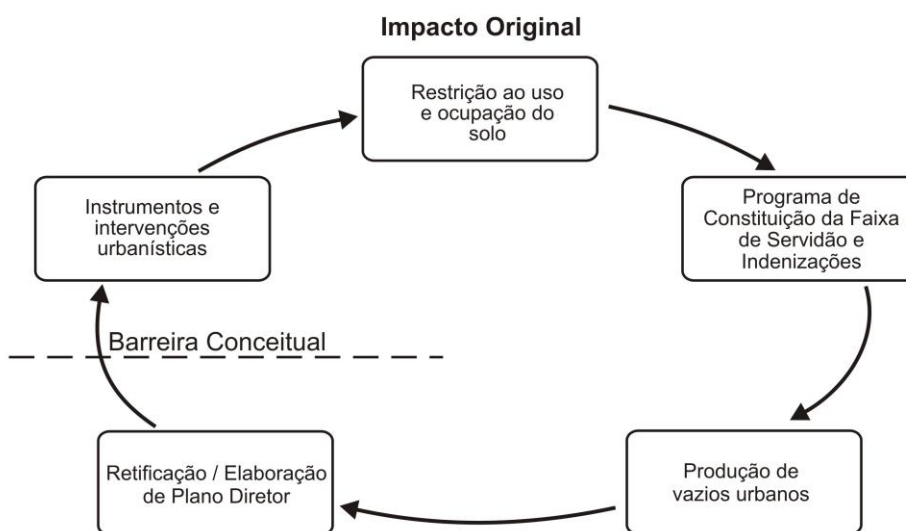 Impacto Original
Restrição ao uso
e ocupação do
solo
Programa de
Constituição da Faixa
de Servidão e
Indenizações
Produção de
vazios urbanos
Retificação / Elaboração
de Plano Diretor
Barreira Conceitual
Instrumentos e
intervenções
urbanísticas